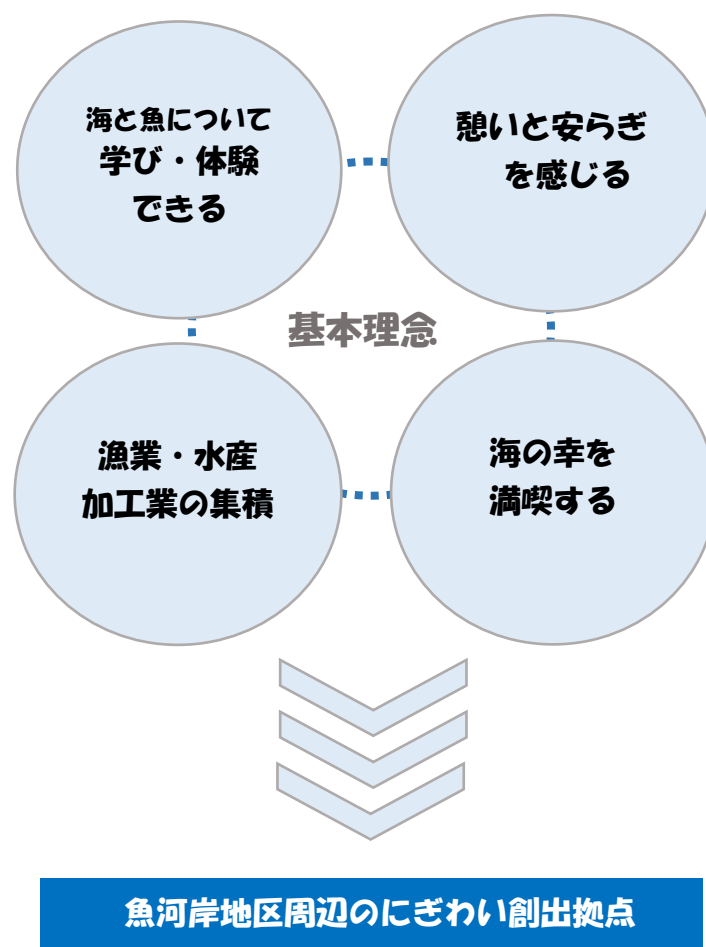 海と魚について
学び・体験
できる
憩いと安らぎ
を感じる
基本理念
漁業・水産
加工業の集積
海の幸を
満喫する
魚河岸地区周辺のにぎわい創出拠点